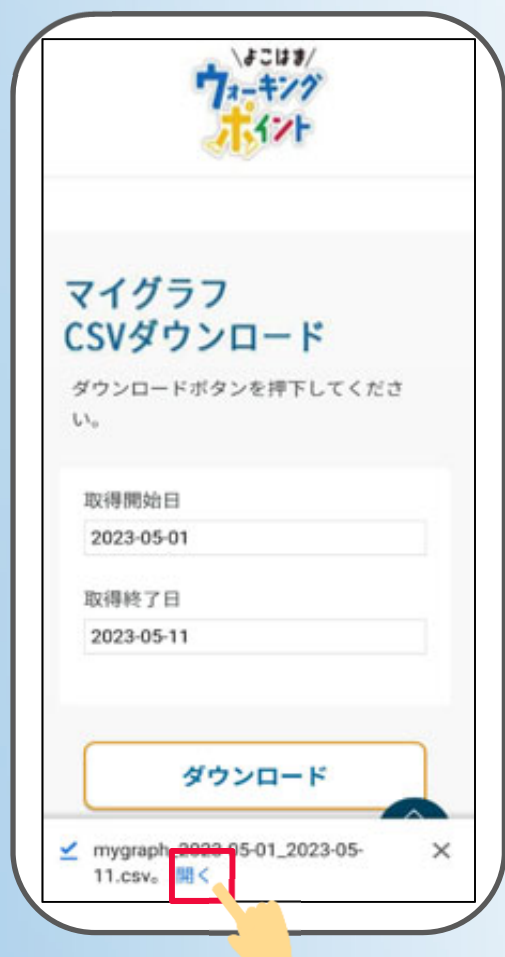 \よこはま/
ウォーキング
ポイント
マイグラフ
CSVダウンロード
ダウンロードボタンを押下してくださ
い。
取得開始日
2023-05-01
取得終了日
2023-05-11
ダウンロード
mygraph_2023-05-01_2023-05-
11.csv。 開く